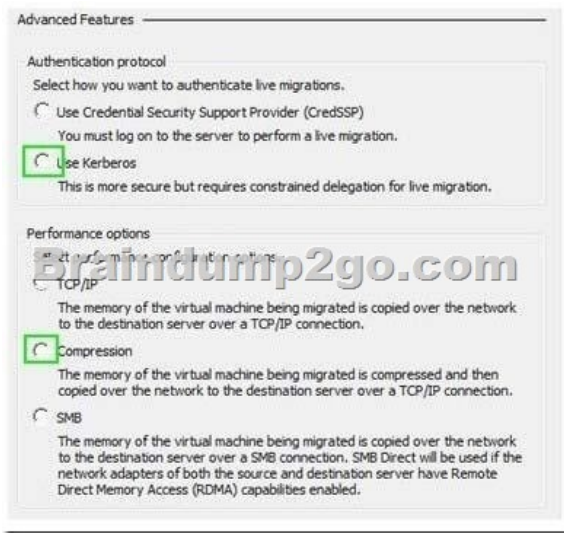 Advanced Features
Authentication protocol
Select how you want to authenticate live migrations.
Use Credential Security Support Provider (CredSSP)
You must log on to the server to perform a live migration.
Use Kerberos
This is more secure but requires constrained delegation for live migration.
Performance options
Select performance configuration options.
Braindump2go.com
TCP/IP
The memory of the virtual machine being migrated is copied over the network
to the destination server over a TCP/IP connection.
Compression
The memory of the virtual machine being migrated is compressed and then
copied over the network to the destination server over a TCP/IP connection.
SMB
The memory of the virtual machine being migrated is copied over the network
to the destination server over a SMB connection. SMB Direct will be used if the
network adapters of both the source and destination server have Remote
Direct Memory Access (RDMA) capabilities enabled.